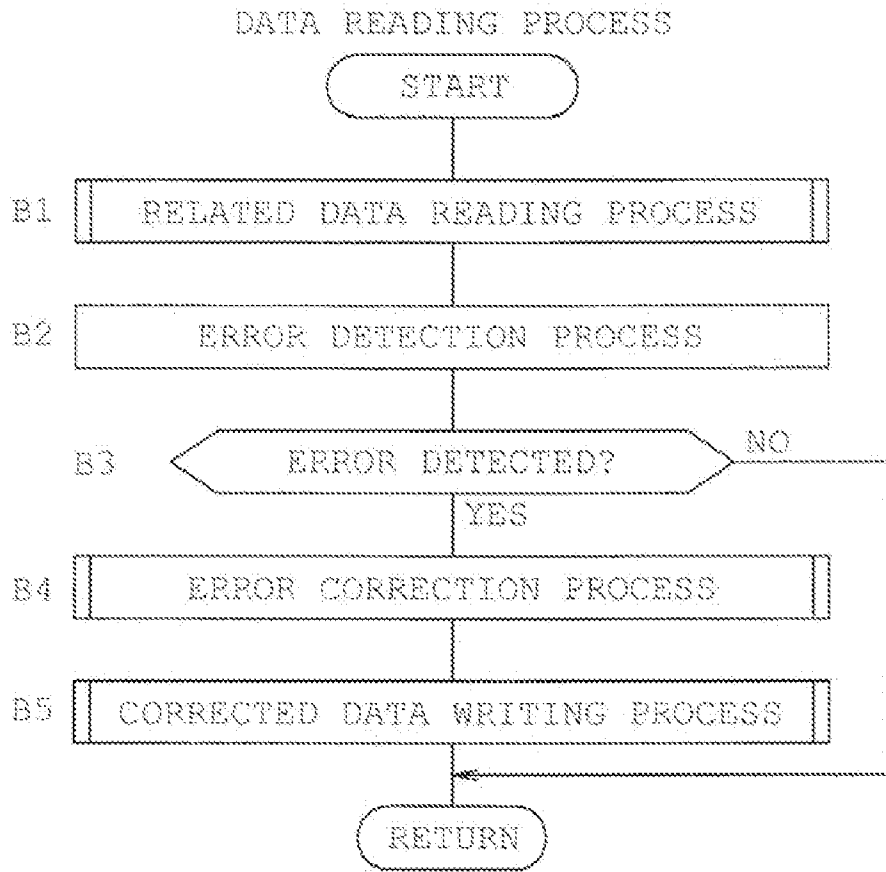 DATA READING PROCESS
START
B1 RELATED DATA READING PROCESS
B2 ERROR DETECTION PROCESS
B3 ERROR DETECTED? NO
YES
B4 ERROR CORRECTION PROCESS
B5 CORRECTED DATA WRITING PROCESS
RETURN